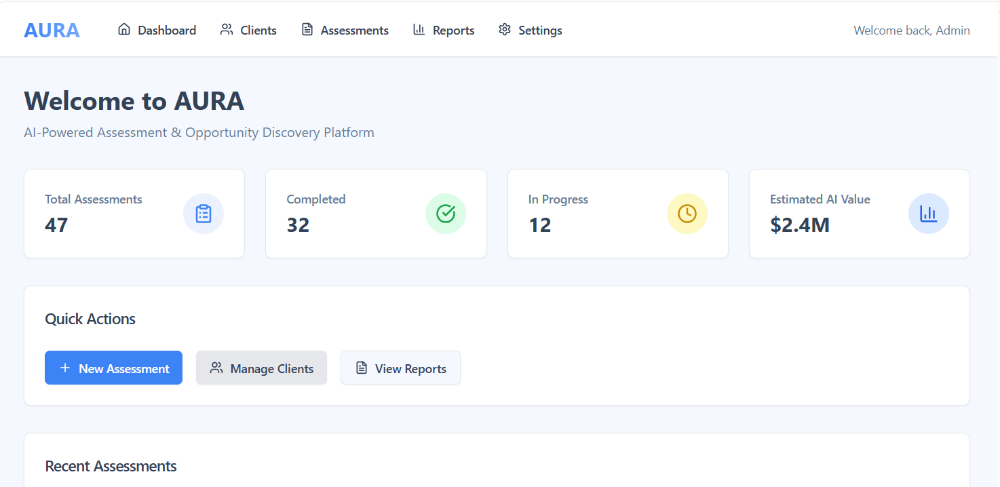 AURA Dashboard Clients Assessments Reports Settings Welcome back, Admin
Welcome to AURA
AI-Powered Assessment & Opportunity Discovery Platform
Total Assessments
47
Completed
32
In Progress
12
Estimated AI Value
$2.4M
Quick Actions
New Assessment Manage Clients View Reports
Recent Assessments